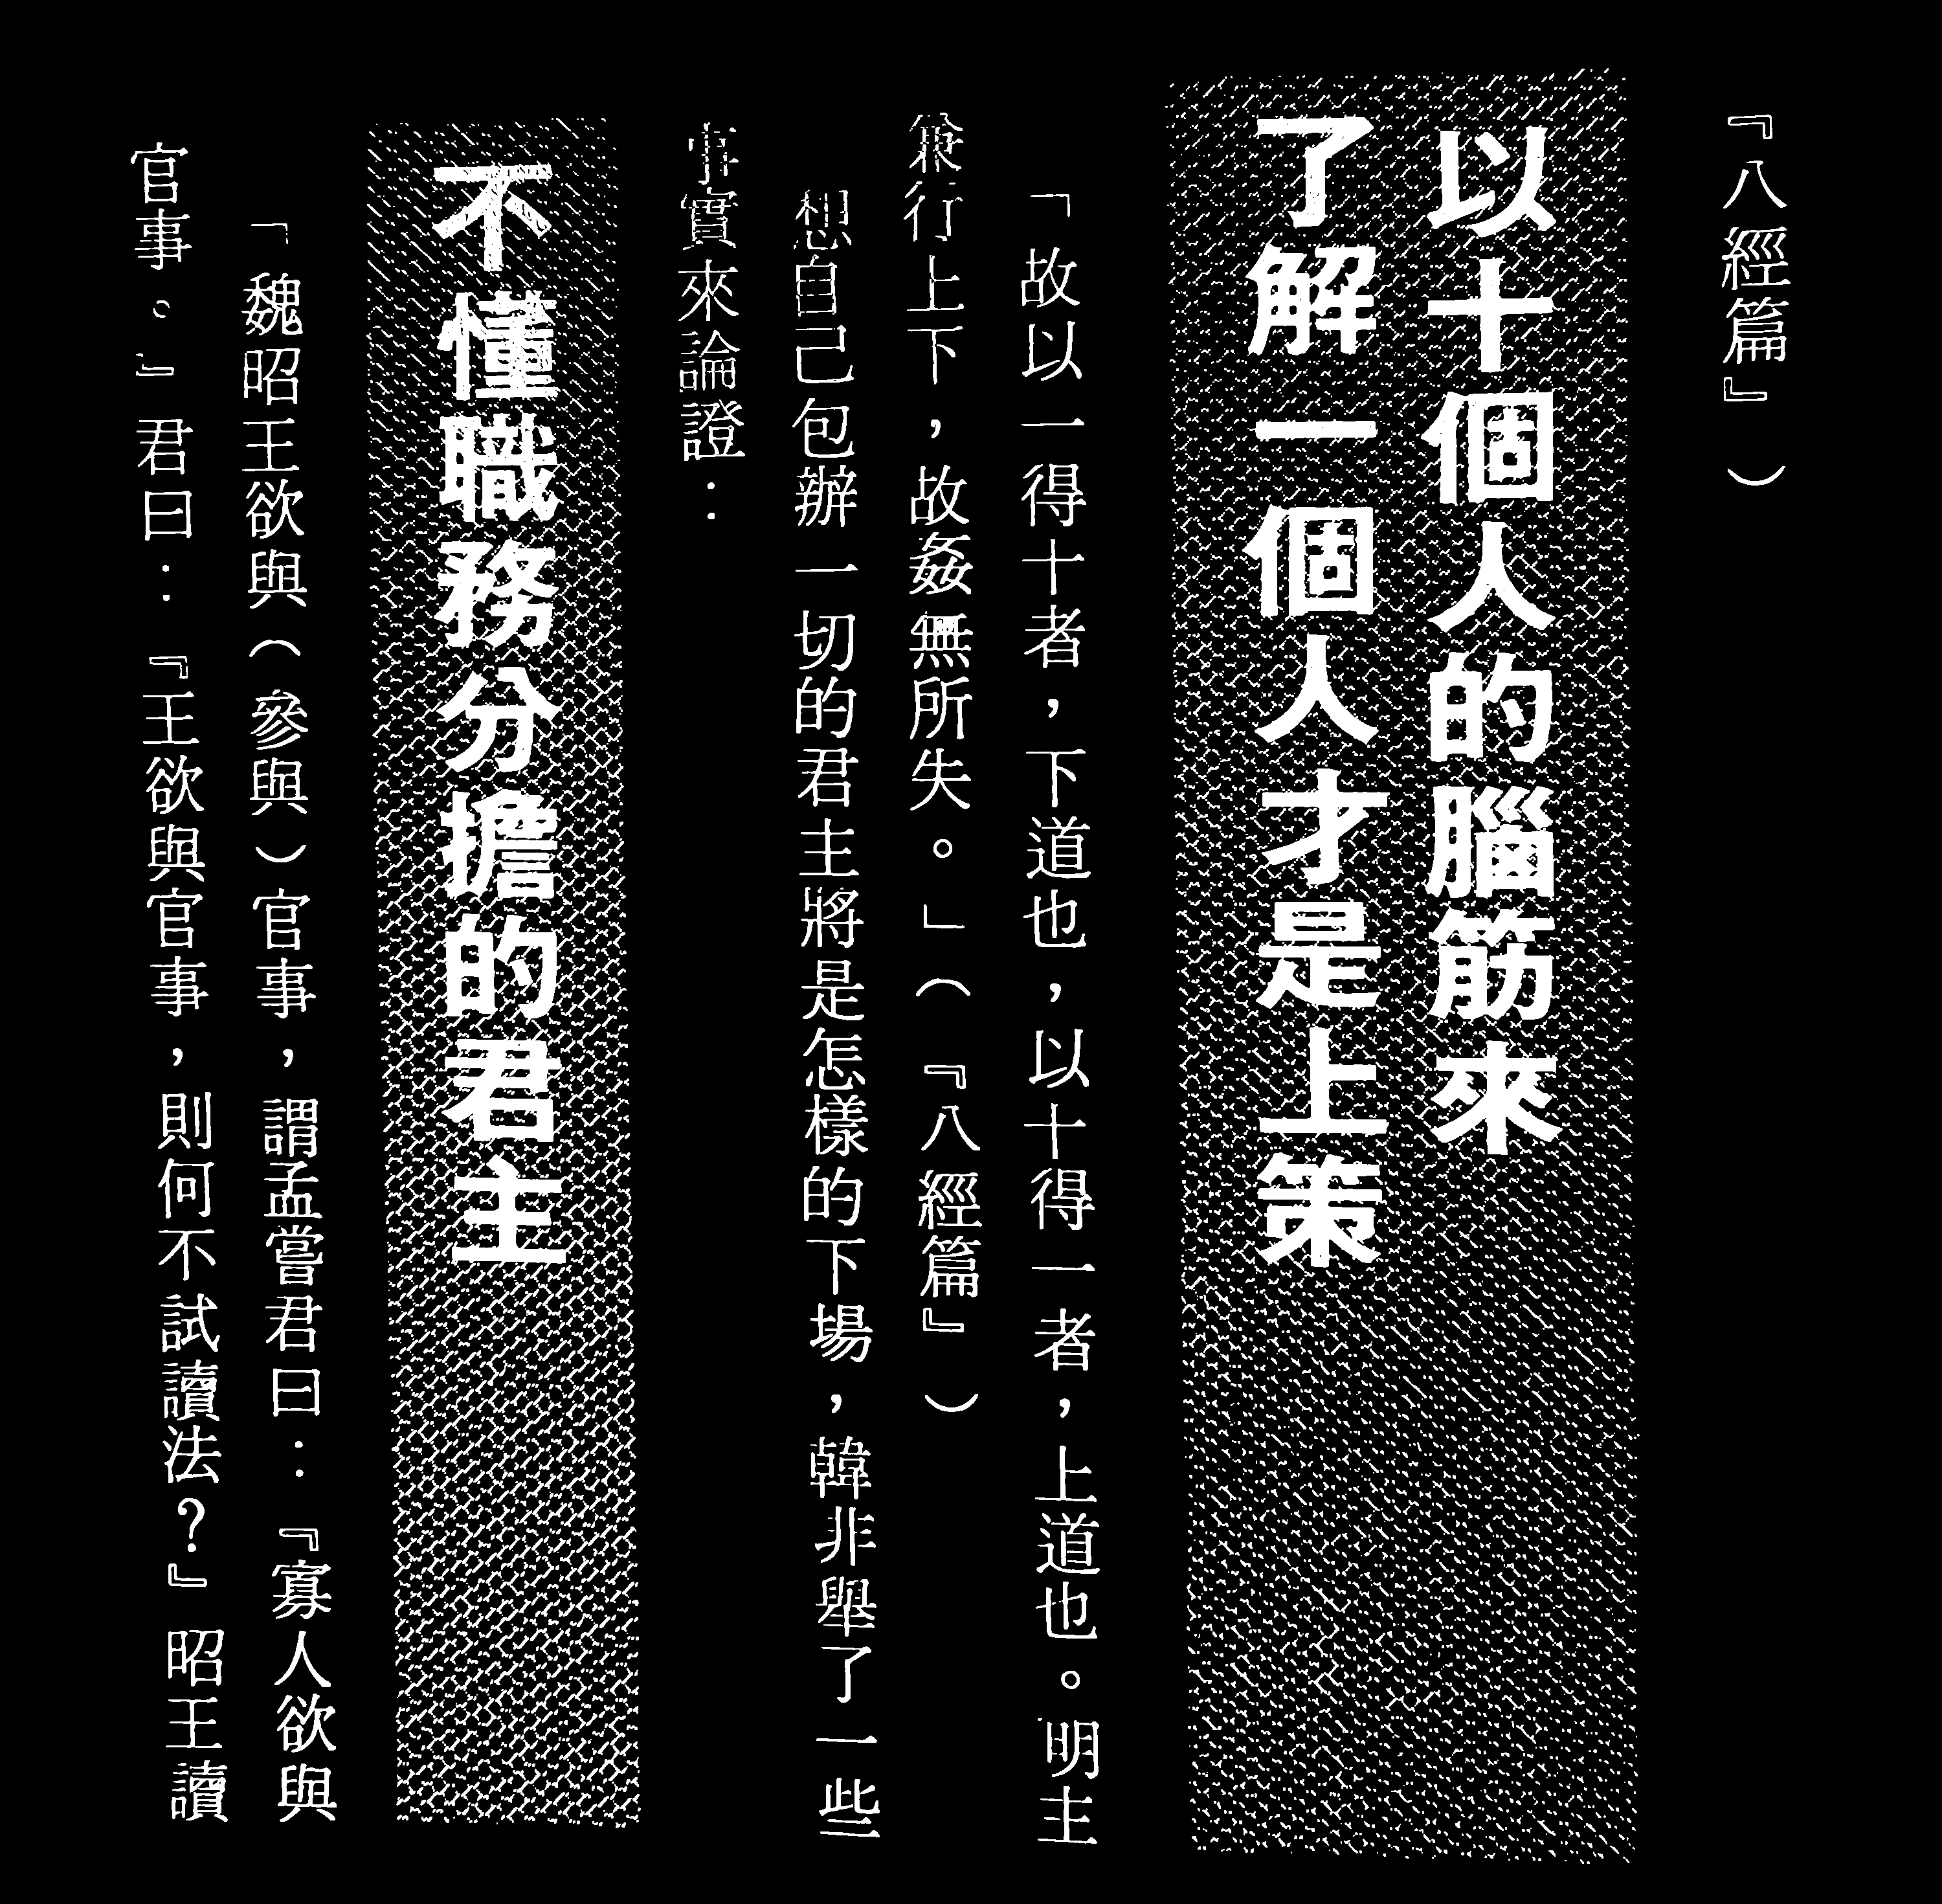 『八經篇』）
以十個人的腦筋來
了解一個人才是上策
「故以一得十者，下道也，以十得一者，上道也。明主
兼行上下，故姦無所失。」（『八經篇』）
想自己包辦一切的君主將是怎樣的下場，韓非舉了一些
事實來論證：
不懂職務分擔的君主
「魏昭王欲與（參與）官事，謂孟嘗君曰：『寡人欲與
官事。』君曰：『王欲與官事，則何不試讀法？』昭王讀